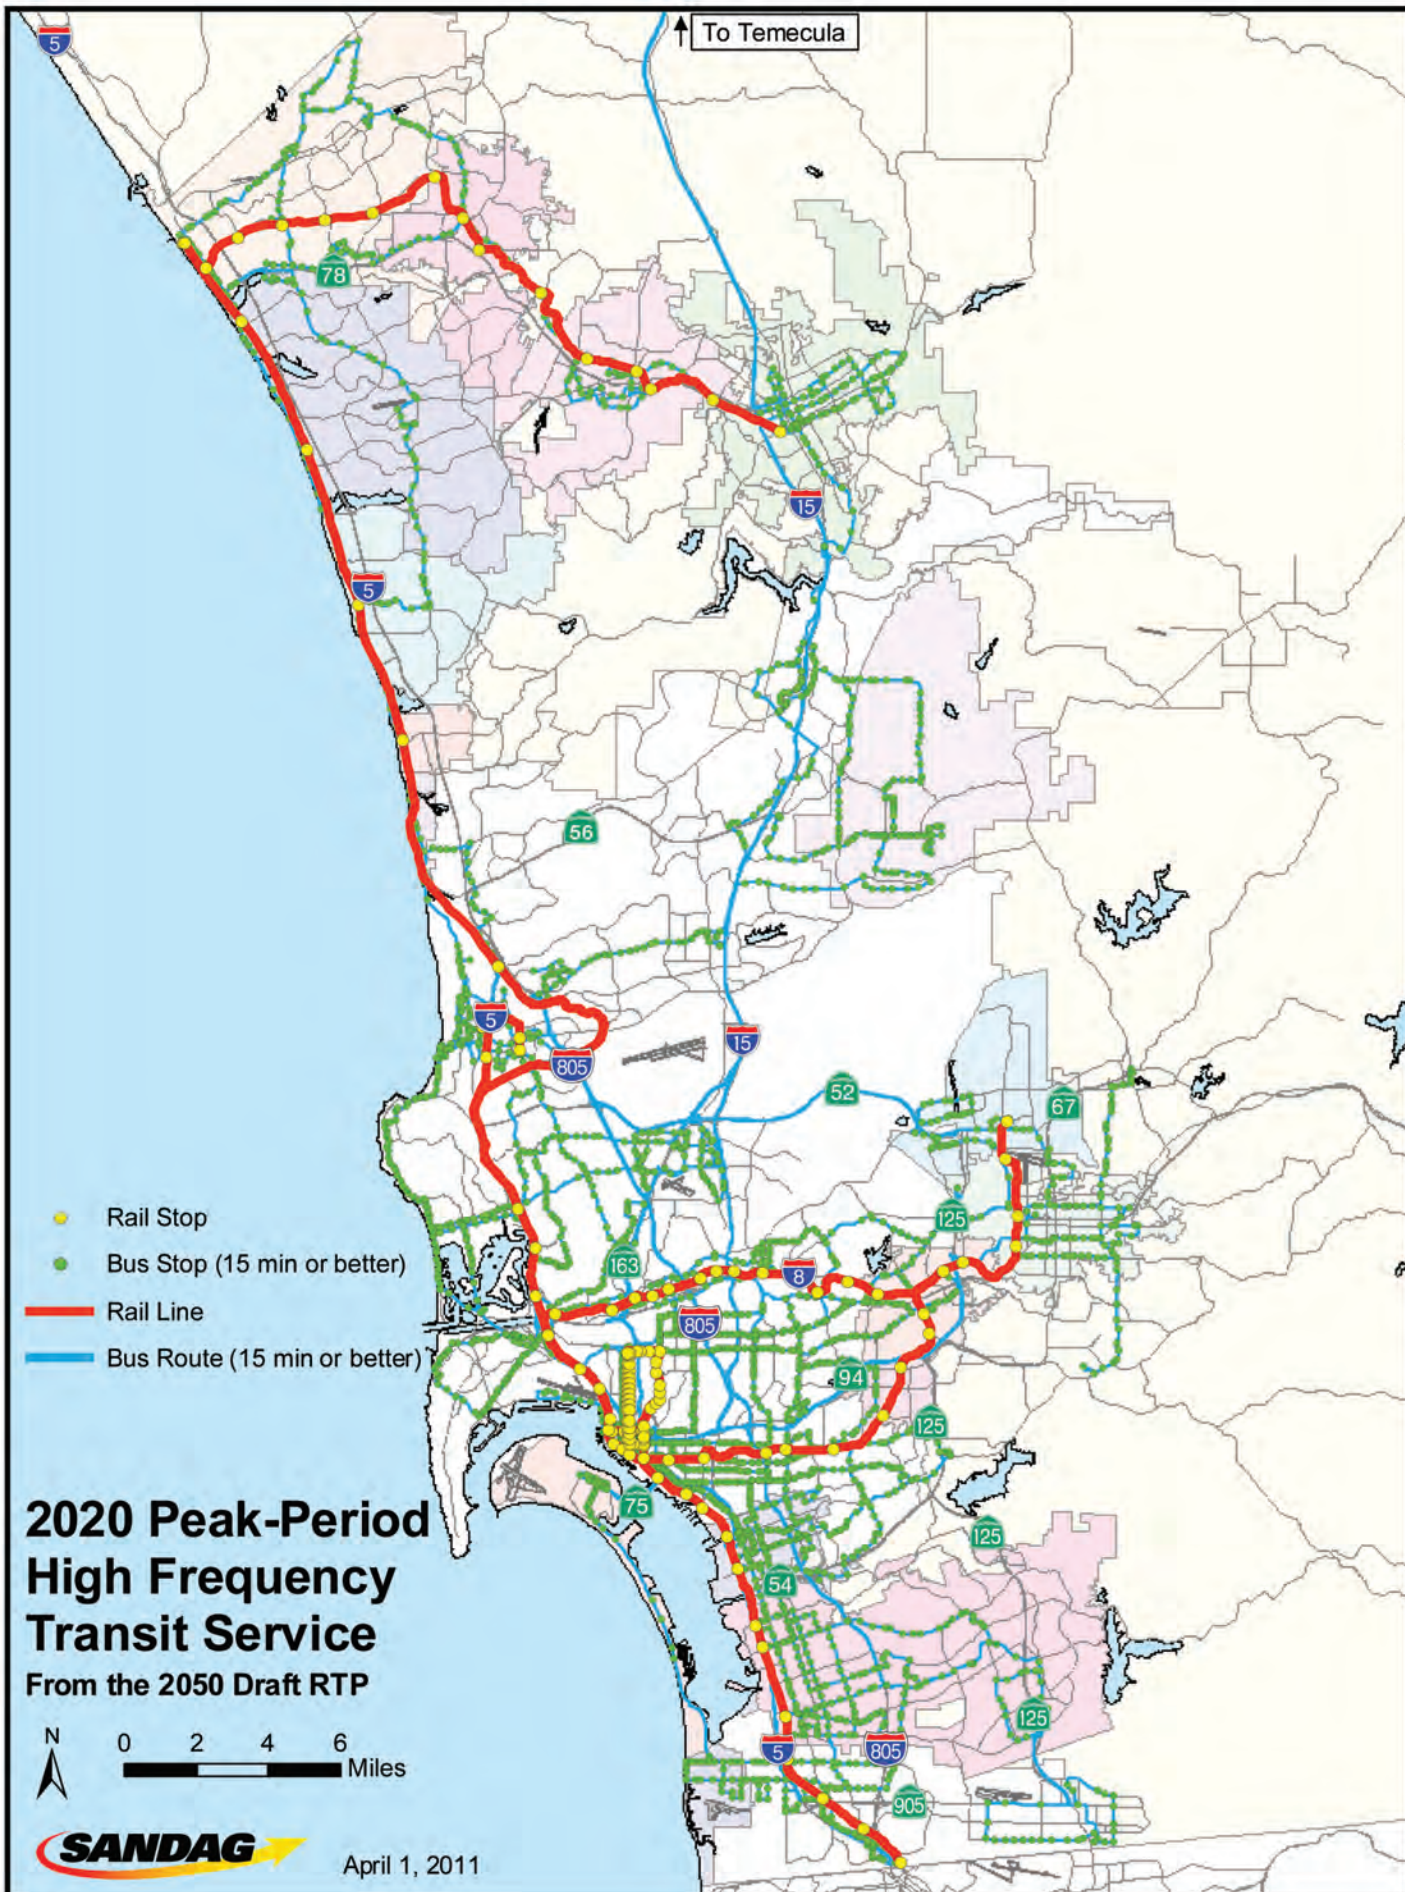 5
To Temecula
78
15
5
56
5
805
15
52
67
125
163
8
805
94
125
75
125
54
125
5
805
905
Rail Stop
Bus Stop (15 min or better)
Rail Line
Bus Route (15 min or better)
2020 Peak-Period
High Frequency
Transit Service
From the 2050 Draft RTP
N
0 2 4 6
Miles
SANDAG
April 1, 2011